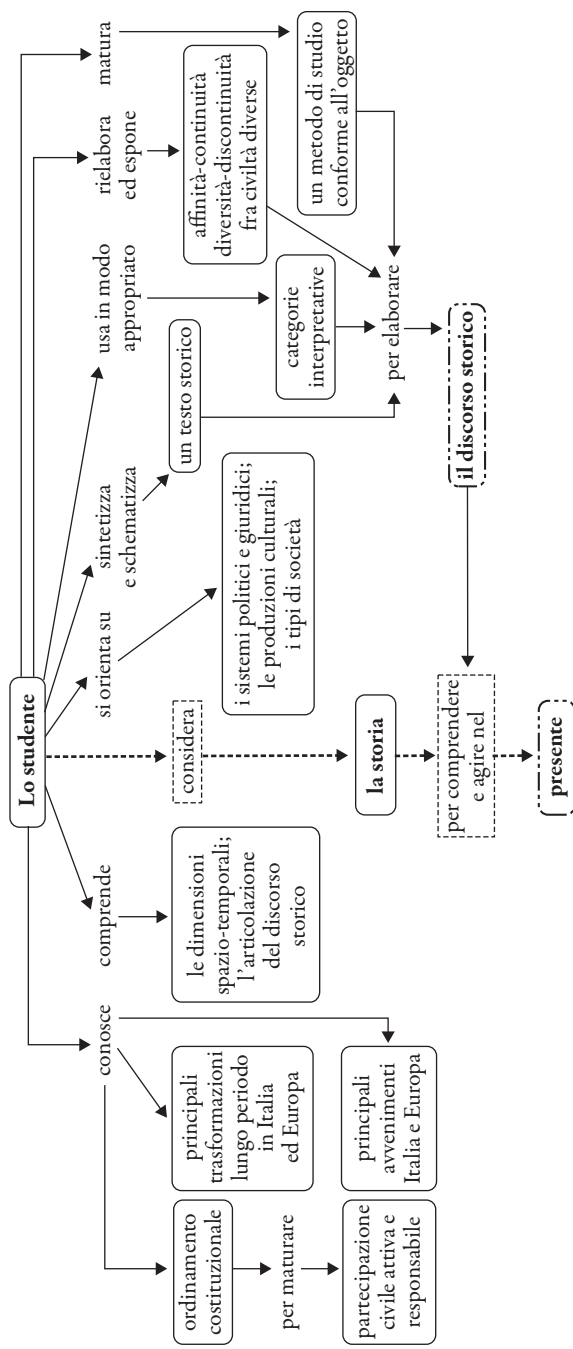 Lo studente
conosce
comprende
considera
si orienta su
sintetizza
e schematizza
usa in modo
appropriato
rielabora
ed espone
matura
ordinamento
costituzionale
per maturare
partecipazione
civile attiva e
responsabile
principali
trasformazioni
lungo periodo
in Italia
ed Europa
principali
avvenimenti
Italia e Europa
le dimensioni
spazio-temporali;
l'articolazione
del discorso
storico
i sistemi politici e giuridici;
le produzioni culturali;
i tipi di società
un testo storico
categorie
interpretative
affinità-continuità
diversità-discontinuità
fra civiltà diverse
un metodo di studio
conforme all'oggetto
per elaborare
il discorso storico
la storia
per comprendere
e agire nel
presente